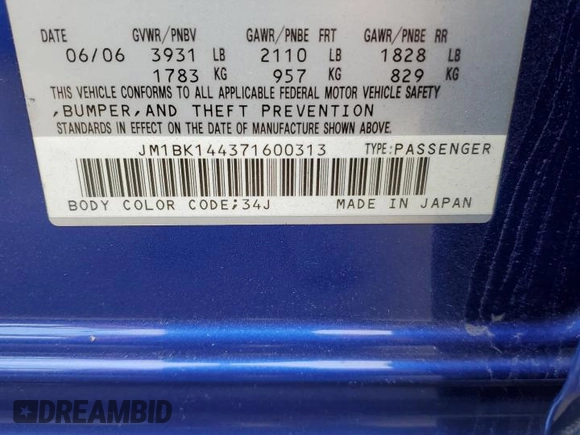 DATE GVWR/PNBV GAWR/PNBE FRT GAWR/PNBE RR
06/06 3931 LB 2110 LB 1828 LB
1783 KG 957 KG 829 KG
THIS VEHICLE CONFORMS TO ALL APPLICABLE FEDERAL MOTOR VEHICLE SAFETY
,BUMPER,AND THEFT PREVENTION
STANDARDS IN EFFECT ON THE DATE OF MANUFACTURE SHOWN ABOVE.
JM1BK144371600313 TYPE:PASSENGER
BODY COLOR CODE;34J MADE IN JAPAN
DREAMBID